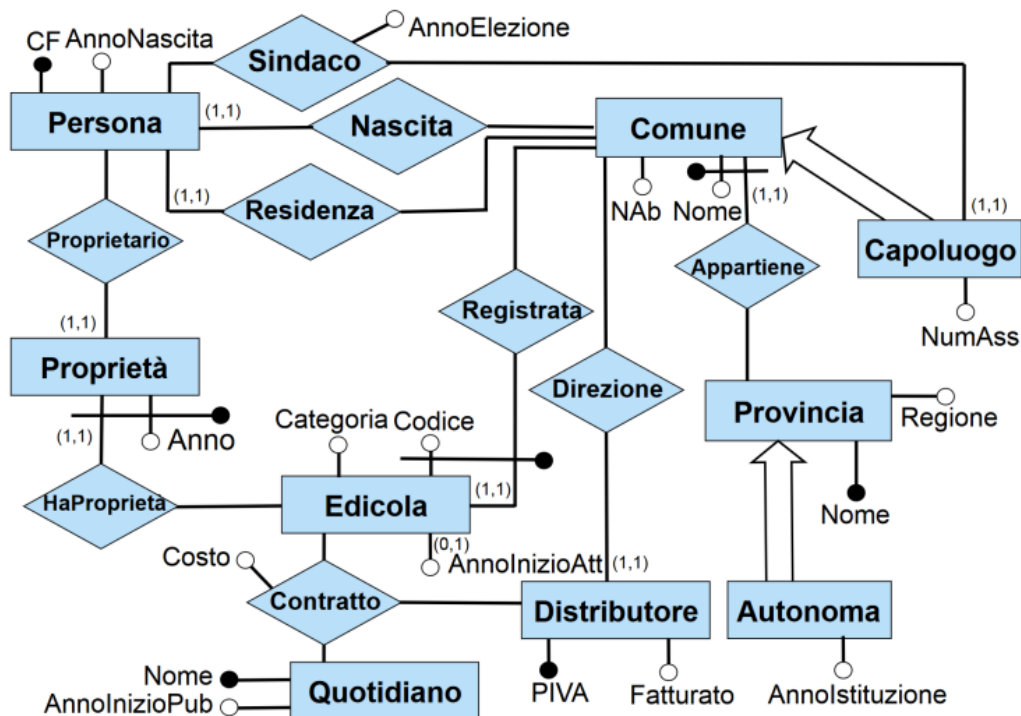 CF
AnnoNascita
AnnoElezione
Sindaco
Persona
(1,1)
Nascita
Comune
(1,1)
Residenza
NAb
Nome
(1,1)
(1,1)
Capoluogo
Proprietario
Appartiene
Registrata
NumAss
(1,1)
Proprietà
Direzione
Provincia
Regione
Categoria
Codice
(1,1)
Anno
HaProprietà
Edicola
(1,1)
Nome
(0,1)
AnnoInizioAtt
Costo
(1,1)
Contratto
Distributore
Autonoma
Nome
AnnoInizioPub
Quotidiano
PIVA
Fatturato
AnnoIstituzione